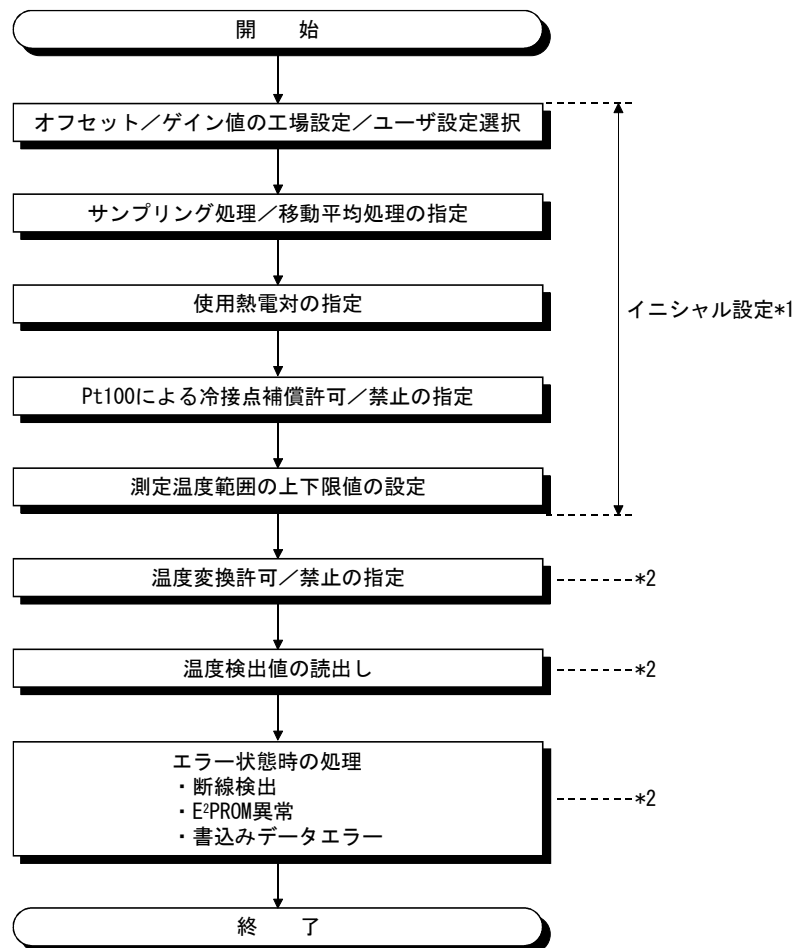 開　始
オフセット／ゲイン値の工場設定／ユーザ設定選択
サンプリング処理／移動平均処理の指定
使用熱電対の指定
イニシャル設定*1
Pt100による冷接点補償許可／禁止の指定
測定温度範囲の上下限値の設定
温度変換許可／禁止の指定
*2
温度検出値の読出し
*2
エラー状態時の処理
・断線検出
・E²PROM異常
・書込みデータエラー
*2
終　了